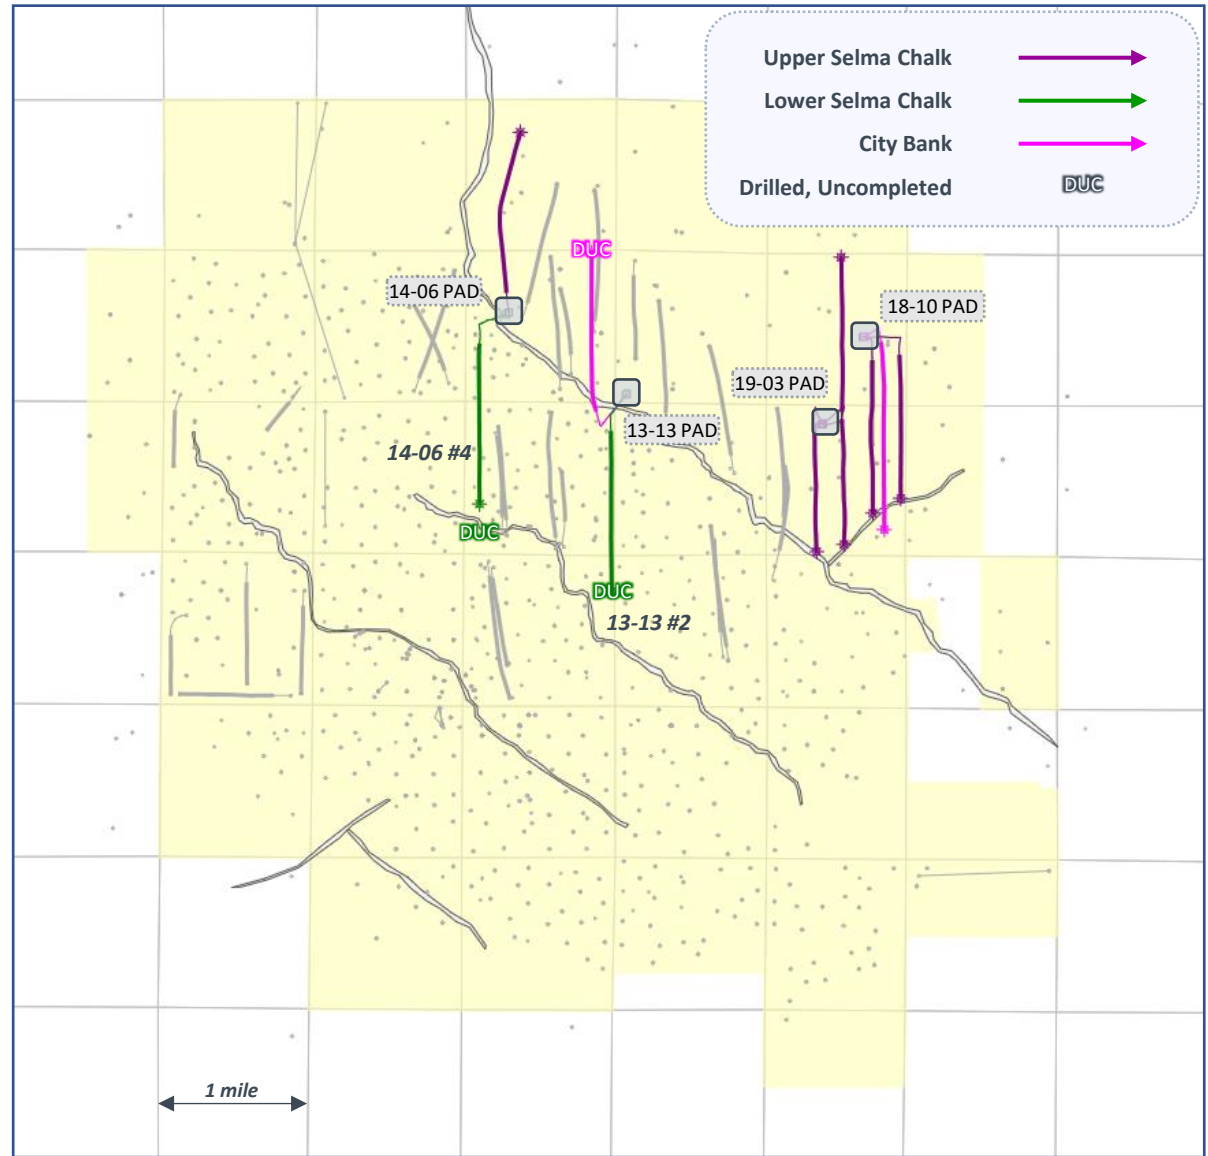 Upper Selma Chalk
Lower Selma Chalk
City Bank
Drilled, Uncompleted DUC
DUC
14-06 PAD
18-10 PAD
19-03 PAD
13-13 PAD
14-06 #4
DUC
DUC
13-13 #2
1 mile